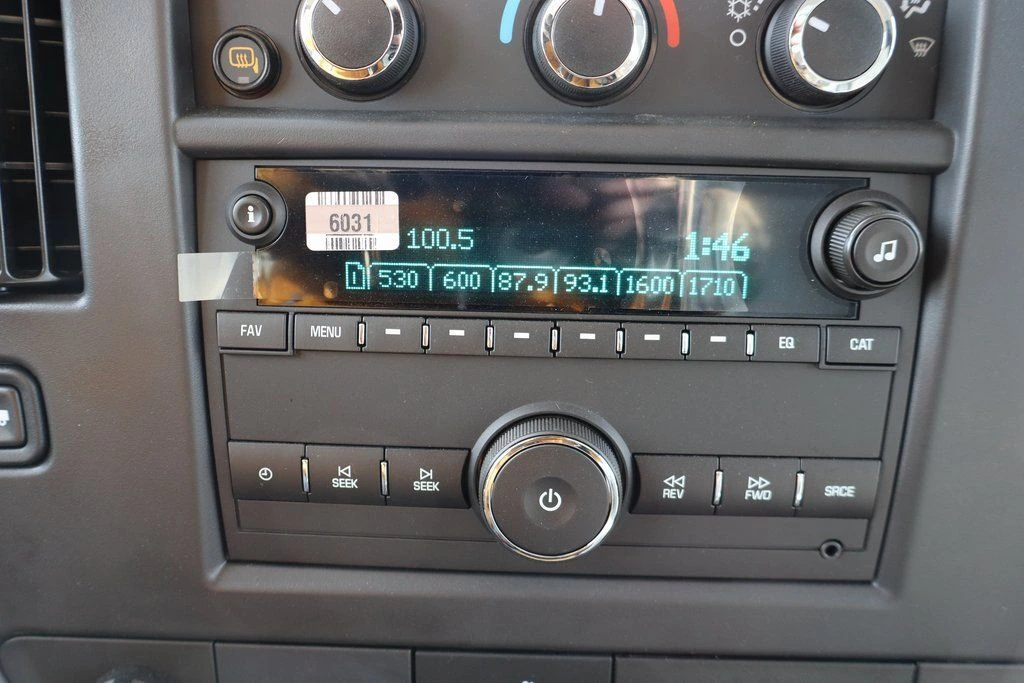 6031
100.5
1:46
1 530 600 87.9 93.1 1600 1710
i
FAV MENU EQ CAT
SEEK SEEK REV FWD SRCE